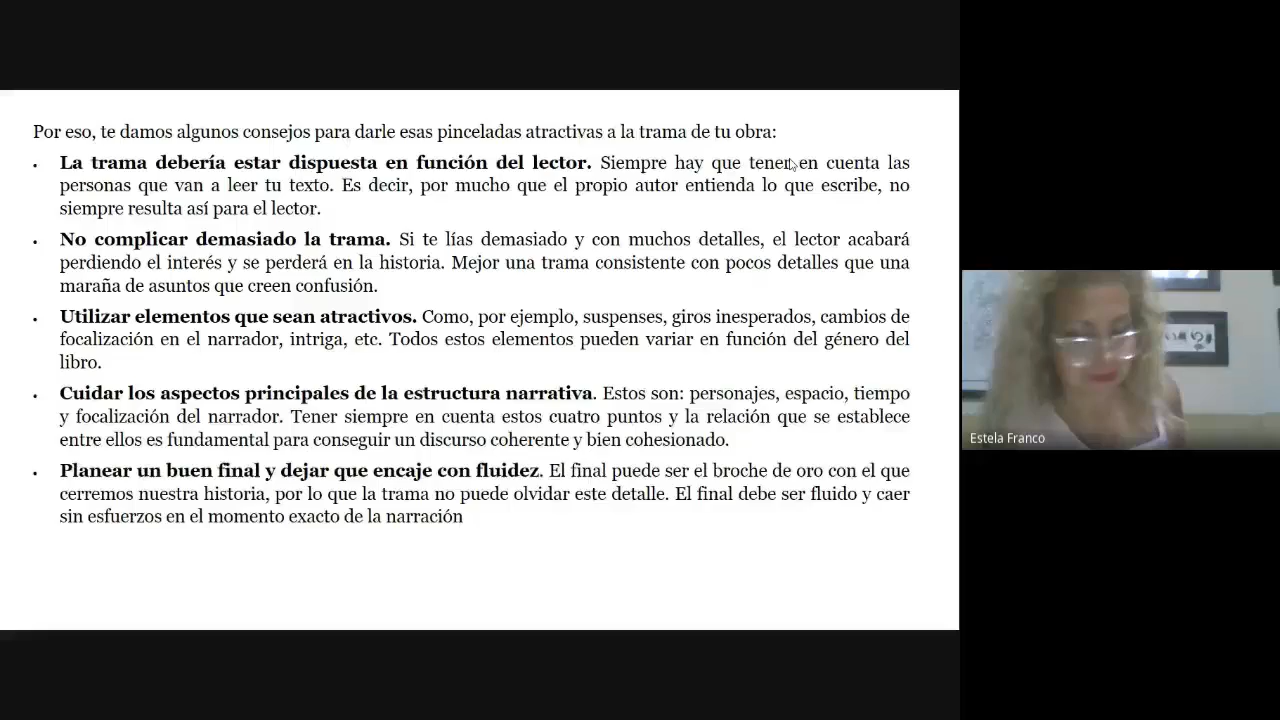 Por eso, te damos algunos consejos para darle esas pinceladas atractivas a la trama de tu obra:
• La trama debería estar dispuesta en función del lector. Siempre hay que tener en cuenta las
personas que van a leer tu texto. Es decir, por mucho que el propio autor entienda lo que escribe, no
siempre resulta así para el lector.
• No complicar demasiado la trama. Si te lías demasiado y con muchos detalles, el lector acabará
perdiendo el interés y se perderá en la historia. Mejor una trama consistente con pocos detalles que una
maraña de asuntos que creen confusión.
• Utilizar elementos que sean atractivos. Como, por ejemplo, suspenses, giros inesperados, cambios de
focalización en el narrador, intriga, etc. Todos estos elementos pueden variar en función del género del
libro.
• Cuidar los aspectos principales de la estructura narrativa. Estos son: personajes, espacio, tiempo
y focalización del narrador. Tener siempre en cuenta estos cuatro puntos y la relación que se establece
entre ellos es fundamental para conseguir un discurso coherente y bien cohesionado.
• Planear un buen final y dejar que encaje con fluidez. El final puede ser el broche de oro con el que
cerremos nuestra historia, por lo que la trama no puede olvidar este detalle. El final debe ser fluido y caer
sin esfuerzos en el momento exacto de la narración
Estela Franco